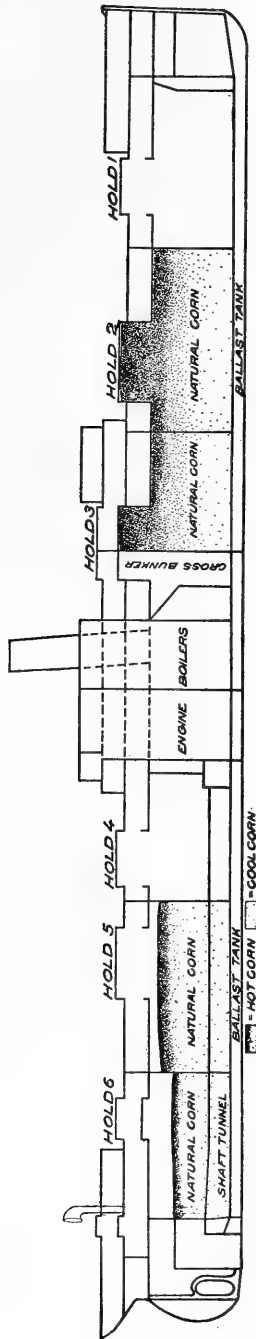 HOLD 6
HOLD 5
HOLD 4
HOLD 3
HOLD 2
HOLD 1
NATURAL CORN
NATURAL CORN
ENGINE
BOILERS
CROSS BUNKER
NATURAL CORN
NATURAL CORN
SHAFT TUNNEL
BALLAST TANK
BALLAST TANK
= HOT CORN
= COOL CORN